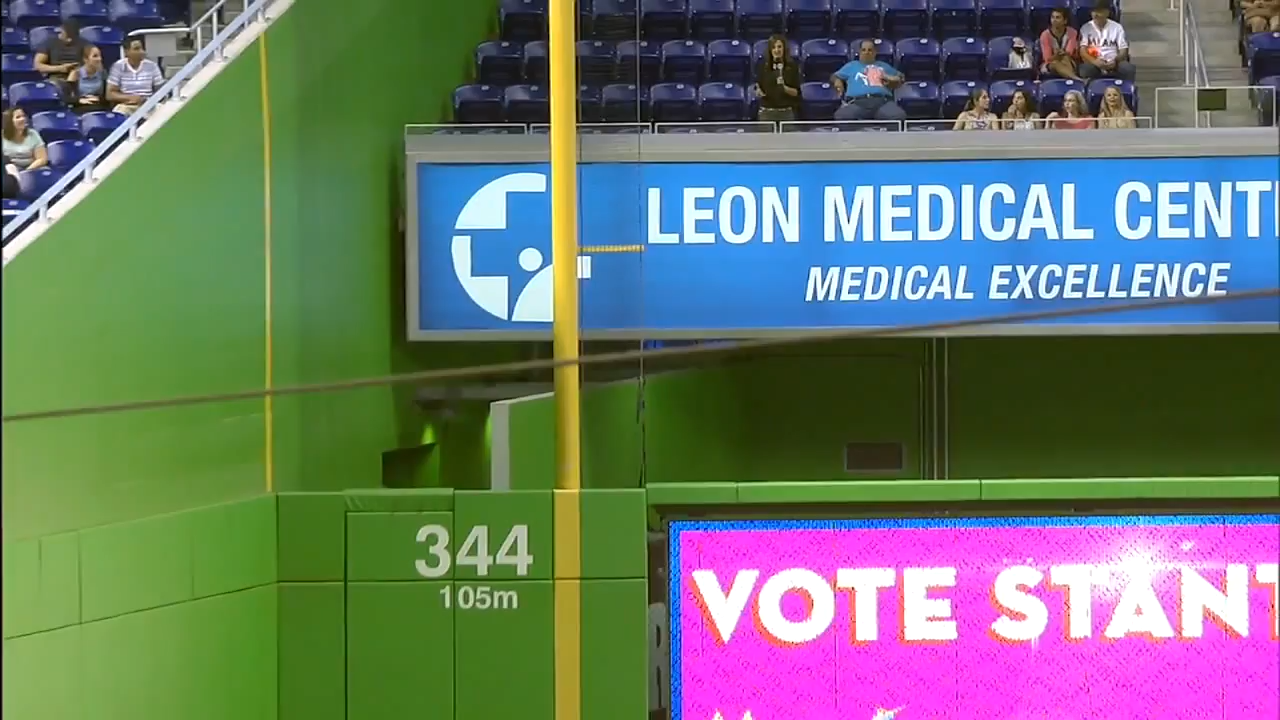 LEON MEDICAL CENT
MEDICAL EXCELLENCE
344
105m
VOTE STANT